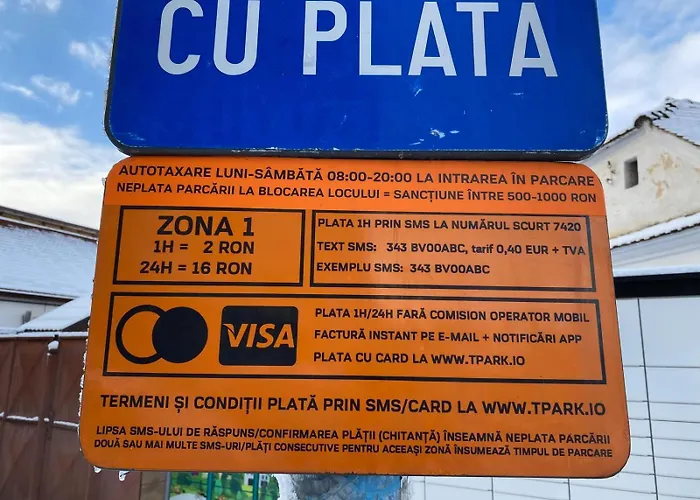 CU PLATA
AUTOTAXARE LUNI-SÂMBĂTĂ 08:00-20:00 LA INTRAREA ÎN PARCARE
NEPLATA PARCĂRII LA BLOCAREA LOCULUI = SANCȚIUNE ÎNTRE 500-1000 RON
ZONA 1
1H = 2 RON
24H = 16 RON
PLATA 1H PRIN SMS LA NUMĂRUL SCURT 7420
TEXT SMS: 343 BV00ABC, tarif 0,40 EUR + TVA
EXEMPLU SMS: 343 BV00ABC
VISA
PLATA 1H/24H FARĂ COMISION OPERATOR MOBIL
FACTURĂ INSTANT PE E-MAIL + NOTIFICĂRI APP
PLATA CU CARD LA WWW.TPARK.IO
TERMENI ȘI CONDIȚII PLATĂ PRIN SMS/CARD LA WWW.TPARK.IO
LIPSA SMS-ULUI DE RĂSPUNS/CONFIRMAREA PLĂȚII (CHITANȚĂ) ÎNSEAMNĂ NEPLATA PARCĂRII
DOUĂ SAU MAI MULTE SMS-URI/PLĂȚI CONSECUTIVE PENTRU ACEEAȘI ZONĂ ÎNSUMEAZĂ TIMPUL DE PARCARE